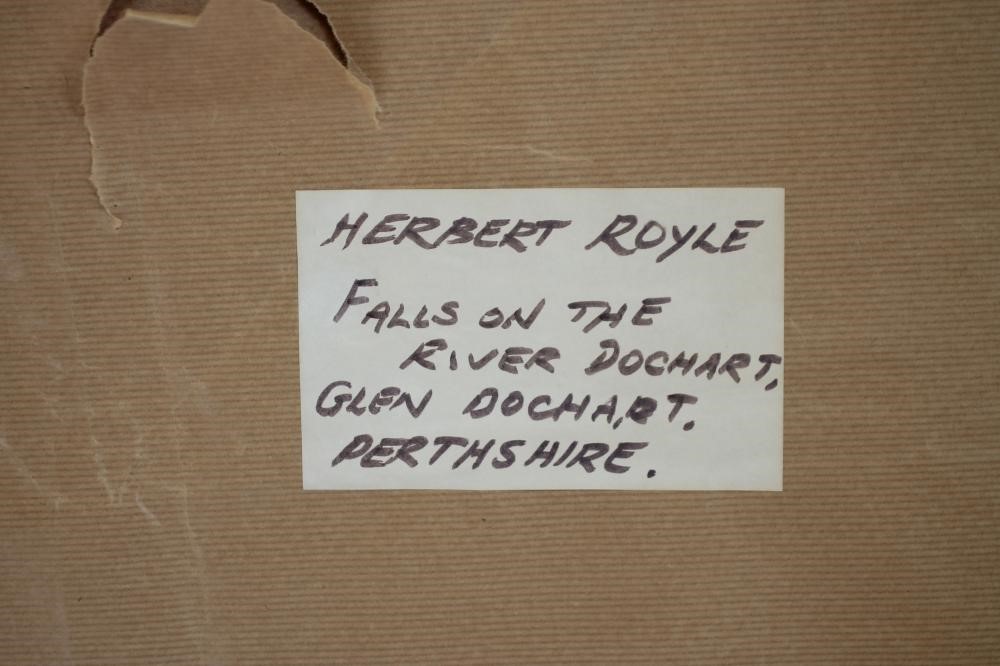 HERBERT ROYLE
FALLS ON THE
RIVER DOCHART,
GLEN DOCHART.
PERTHSHIRE.